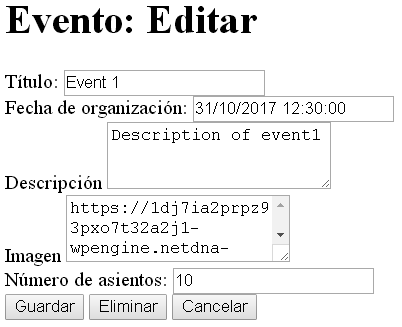 Evento: Editar
Título: Event 1
Fecha de organización: 31/10/2017 12:30:00
Descripción Description of event1
Imagen https://1dj7ia2prpz9
3pxo7t32a2j1-
wpengine.netdna-
Número de asientos: 10
Guardar Eliminar Cancelar